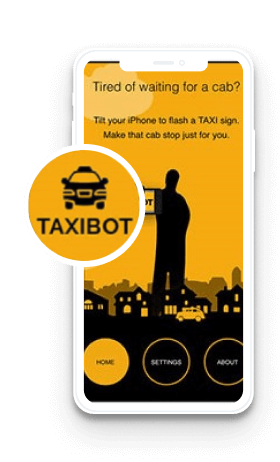 Tired of waiting for a cab?
Tilt your iPhone to flash a TAXI sign.
Make that cab stop just for you.
OT
TAXIBOT
HOME
SETTINGS
ABOUT